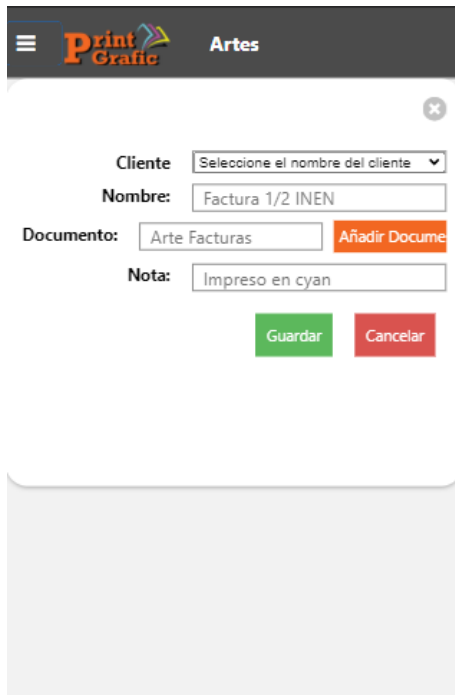 Print
Grafic
Artes
Cliente Seleccione el nombre del cliente
Nombre: Factura 1/2 INEN
Documento: Arte Facturas Añadir Docume
Nota: Impreso en cyan
Guardar Cancelar